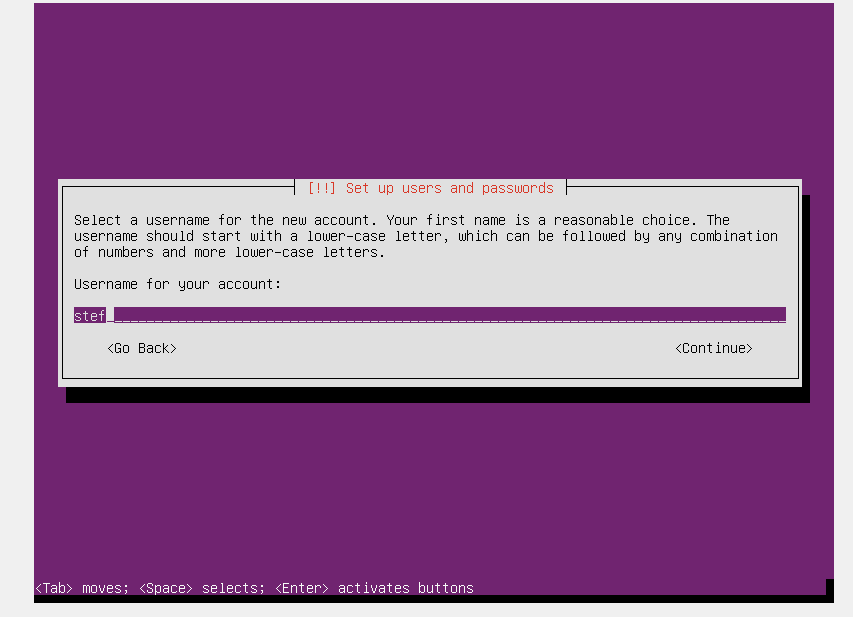 [!!] Set up users and passwords
Select a username for the new account. Your first name is a reasonable choice. The
username should start with a lower-case letter, which can be followed by any combination
of numbers and more lower-case letters.
Username for your account:
stef
<Go Back> <Continue>
<Tab> moves; <Space> selects; <Enter> activates buttons